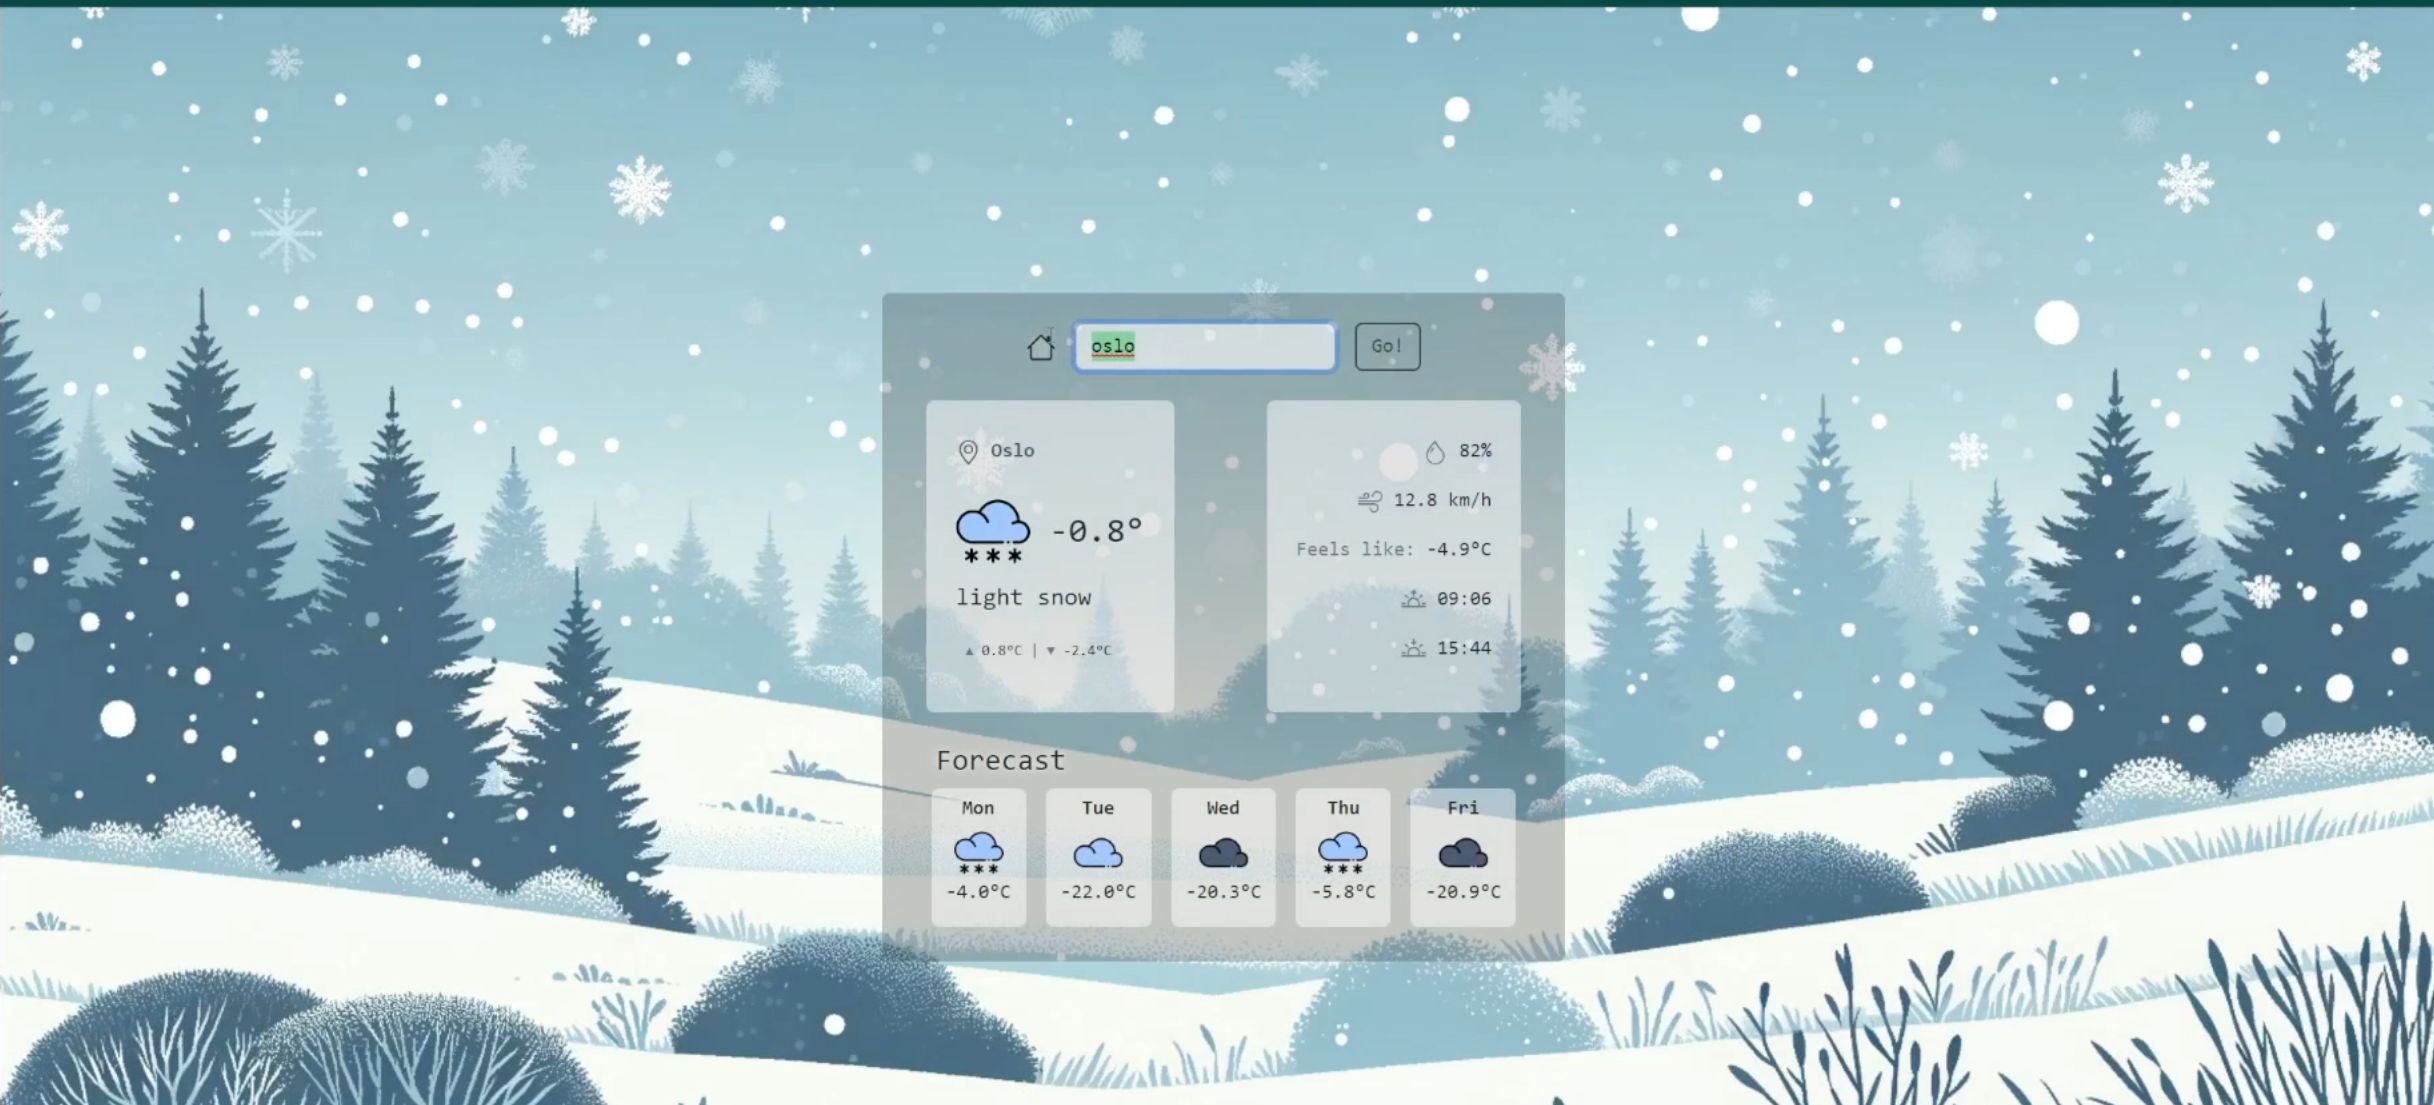 oslo
Go!
Oslo
-0.8°
light snow
▲ 0.8°C | ▼ -2.4°C
82%
12.8 km/h
Feels like: -4.9°C
09:06
15:44
Forecast
Mon
-4.0°C
Tue
-22.0°C
Wed
-20.3°C
Thu
-5.8°C
Fri
-20.9°C